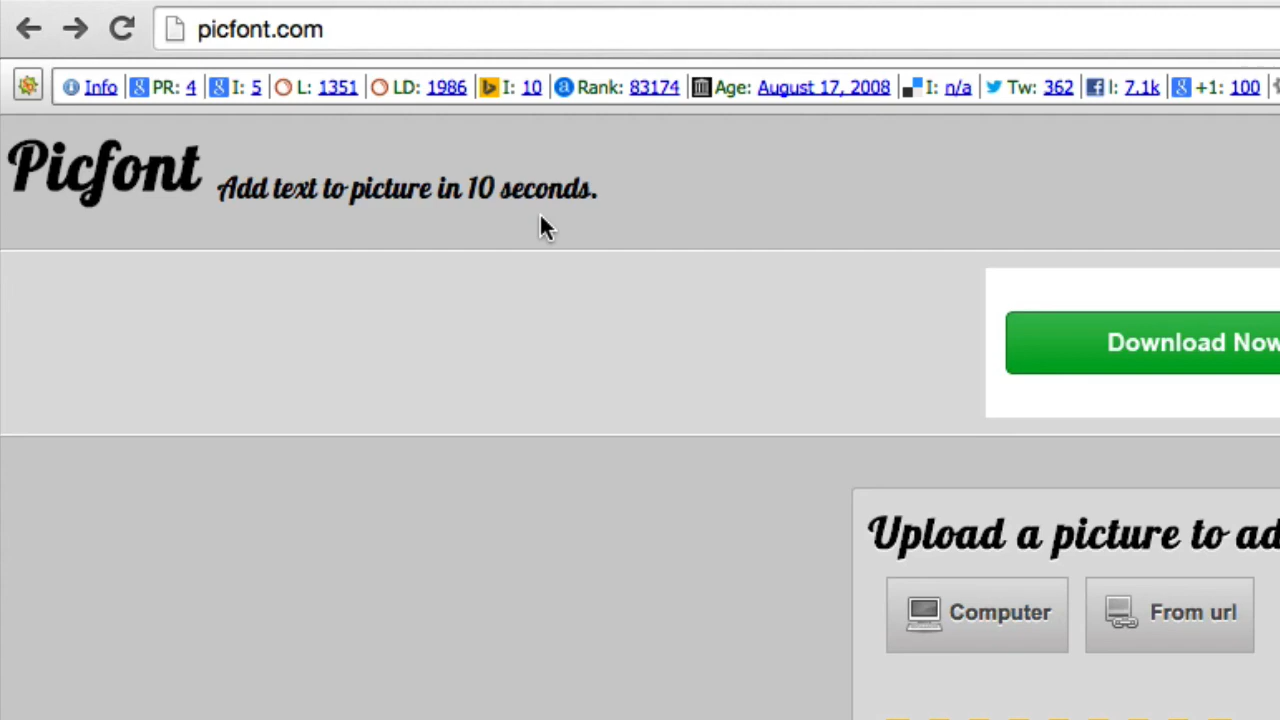 picfont.com
Info PR: 4 I: 5 L: 1351 LD: 1986 I: 10 Rank: 83174 Age: August 17, 2008 I: n/a Tw: 362 l: 7.1k +1: 100
Picfont Add text to picture in 10 seconds.
Download Now
Upload a picture to ad
Computer From url